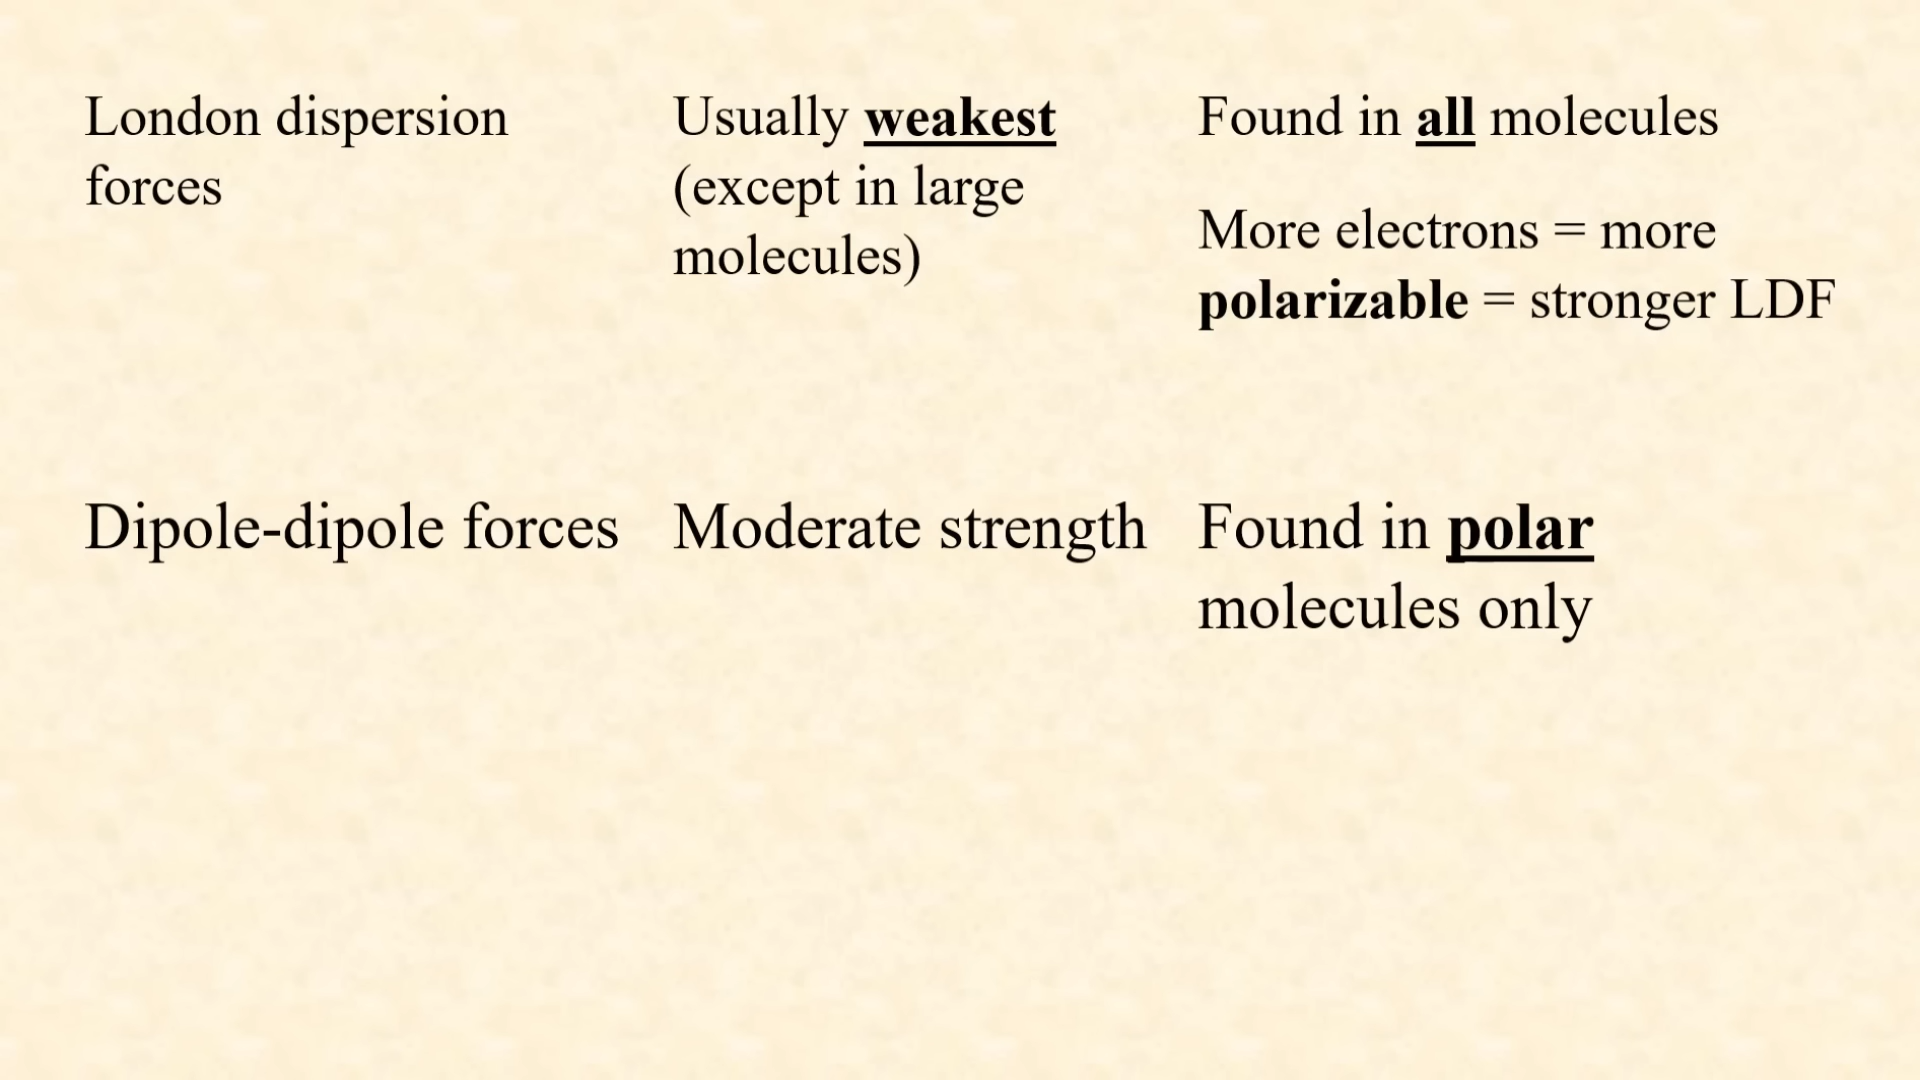 London dispersion
forces
Usually weakest
(except in large
molecules)
Found in all molecules
More electrons = more
polarizable = stronger LDF
Dipole-dipole forces
Moderate strength
Found in polar
molecules only